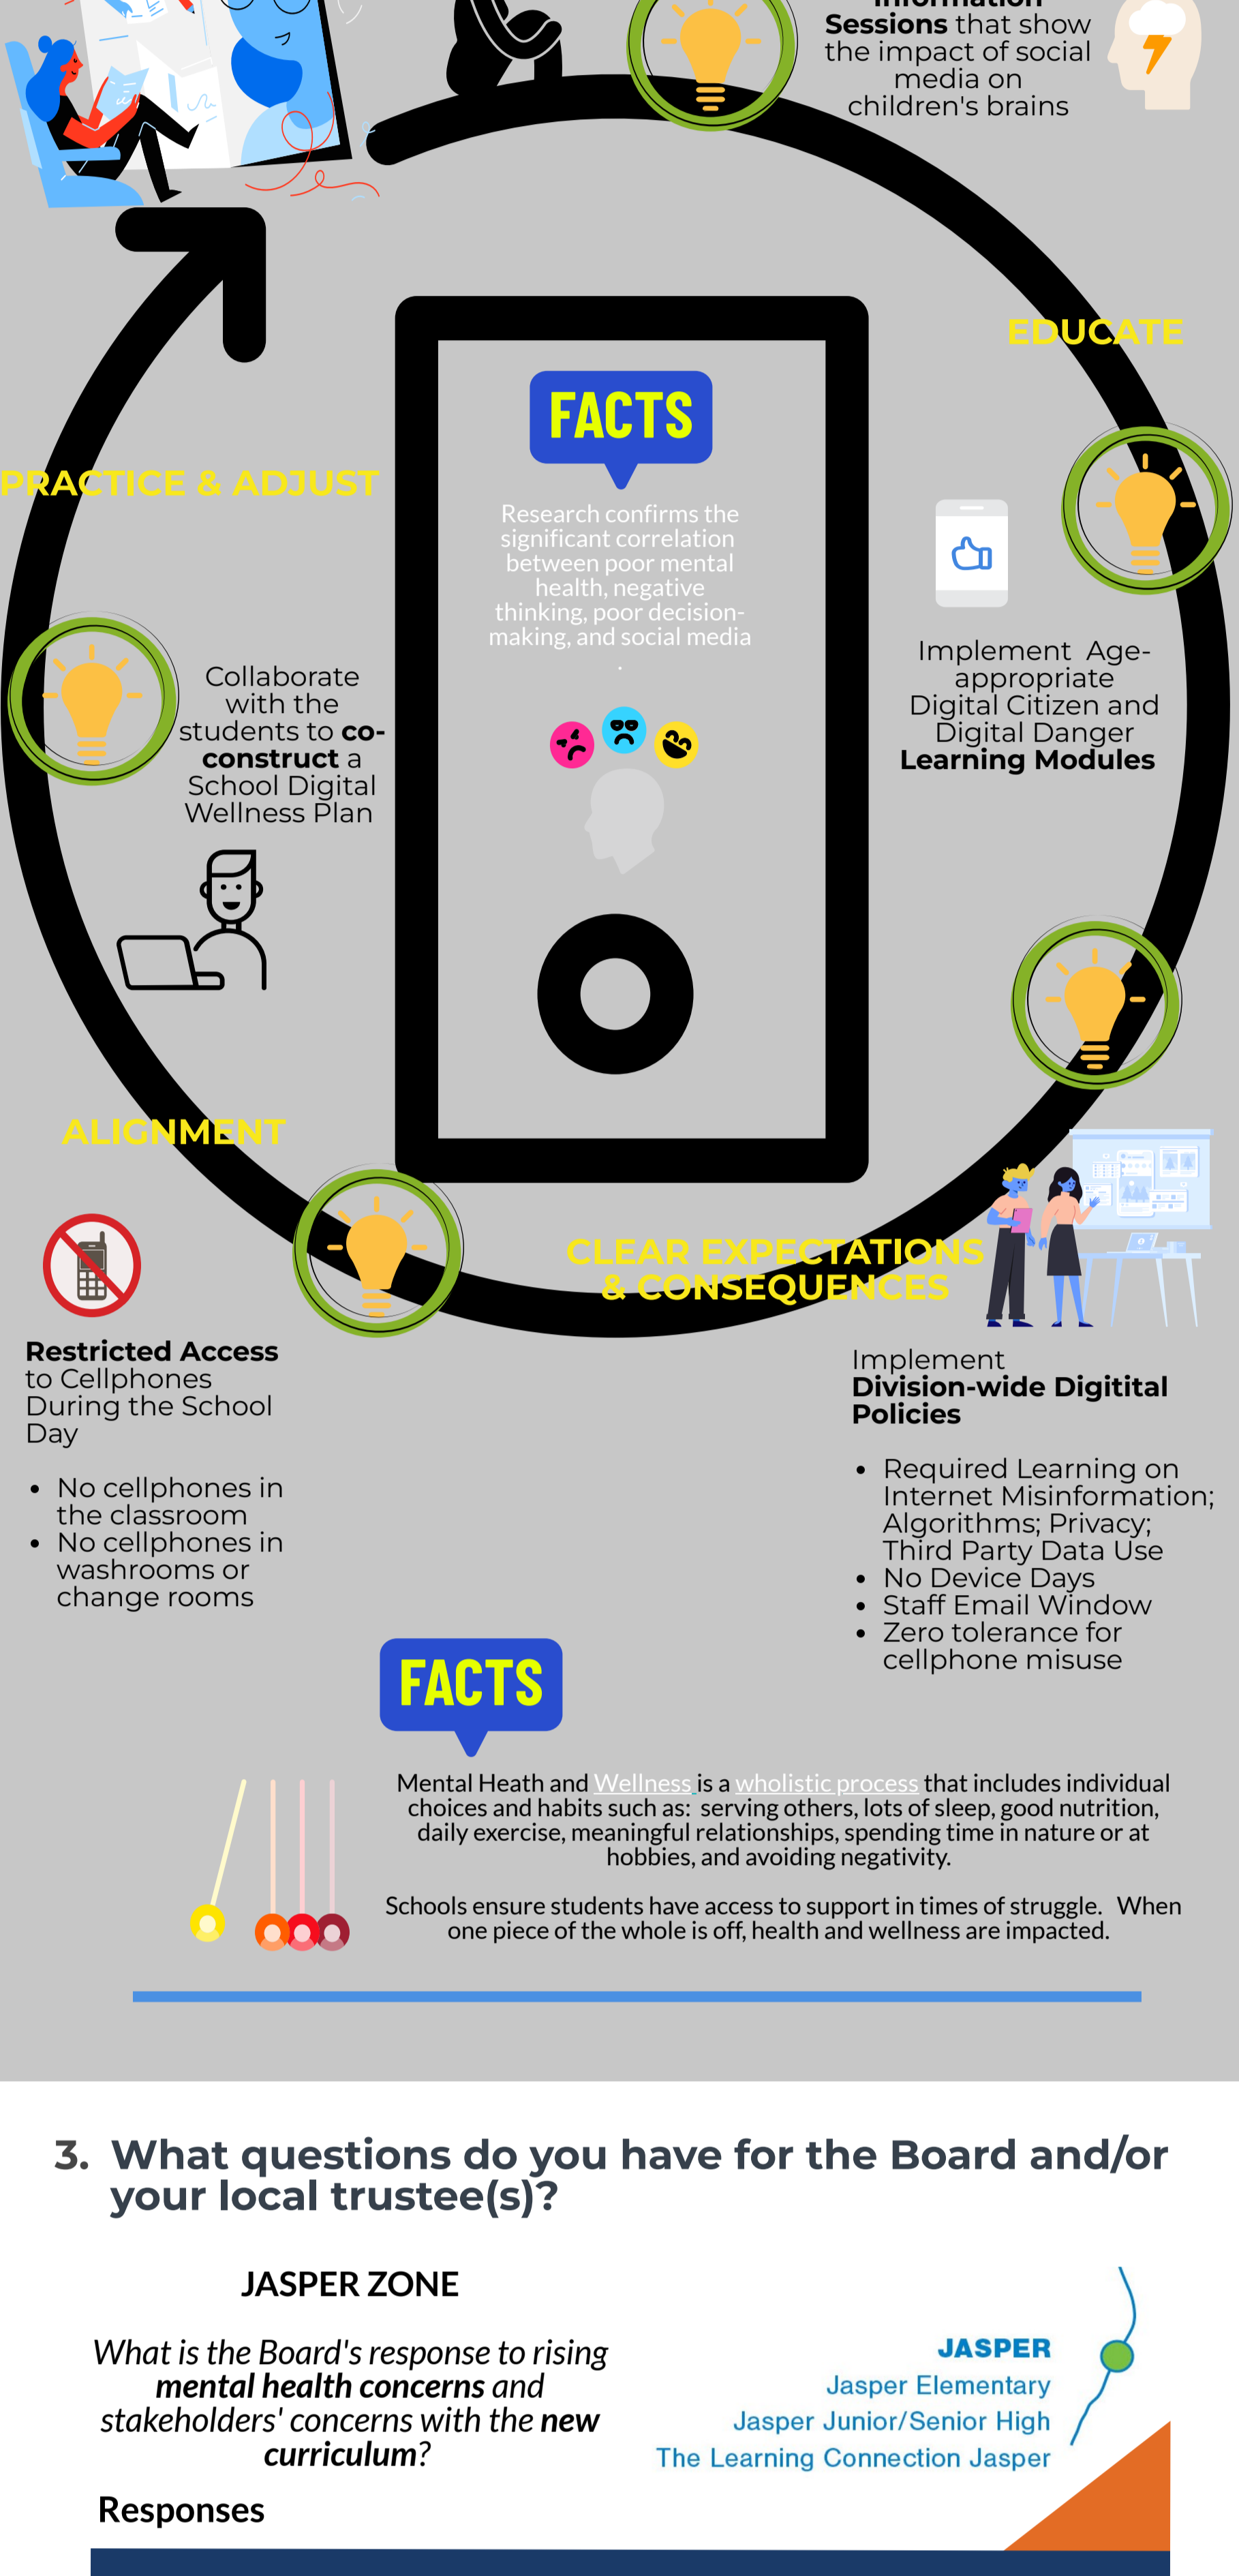 Information
Sessions that show
the impact of social
media on
children's brains
EDUCATE
FACTS
PRACTICE & ADJUST
Research confirms the
significant correlation
between poor mental
health, negative
thinking, poor decision-
making, and social media
.
Implement Age-
appropriate
Digital Citizen and
Digital Danger
Learning Modules
Collaborate
with the
students to co-
construct a
School Digital
Wellness Plan
ALIGNMENT
CLEAR EXPECTATIONS
& CONSEQUENCES
Restricted Access
to Cellphones
During the School
Day
• No cellphones in
the classroom
• No cellphones in
washrooms or
change rooms
Implement
Division-wide Digitital
Policies
• Required Learning on
Internet Misinformation;
Algorithms; Privacy;
Third Party Data Use
• No Device Days
• Staff Email Window
• Zero tolerance for
cellphone misuse
FACTS
Mental Heath and Wellness is a wholistic process that includes individual
choices and habits such as: serving others, lots of sleep, good nutrition,
daily exercise, meaningful relationships, spending time in nature or at
hobbies, and avoiding negativity.
Schools ensure students have access to support in times of struggle. When
one piece of the whole is off, health and wellness are impacted.
3. What questions do you have for the Board and/or
your local trustee(s)?
JASPER ZONE
What is the Board's response to rising
mental health concerns and
stakeholders' concerns with the new
curriculum?
JASPER
Jasper Elementary
Jasper Junior/Senior High
The Learning Connection Jasper
Responses